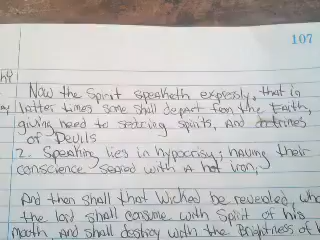 107
Now the Spirit speaketh expressly, that in
latter times some shall depart from the Faith,
giving heed to seducing spirits, and doctrines
of Devils
2. Speaking lies in hypocrisy; having their
conscience seared with a hot iron;
And then shall that Wicked be revealed, who
the lord shall consume with Spirit of his
mouth, and shall destroy with the Brightness of